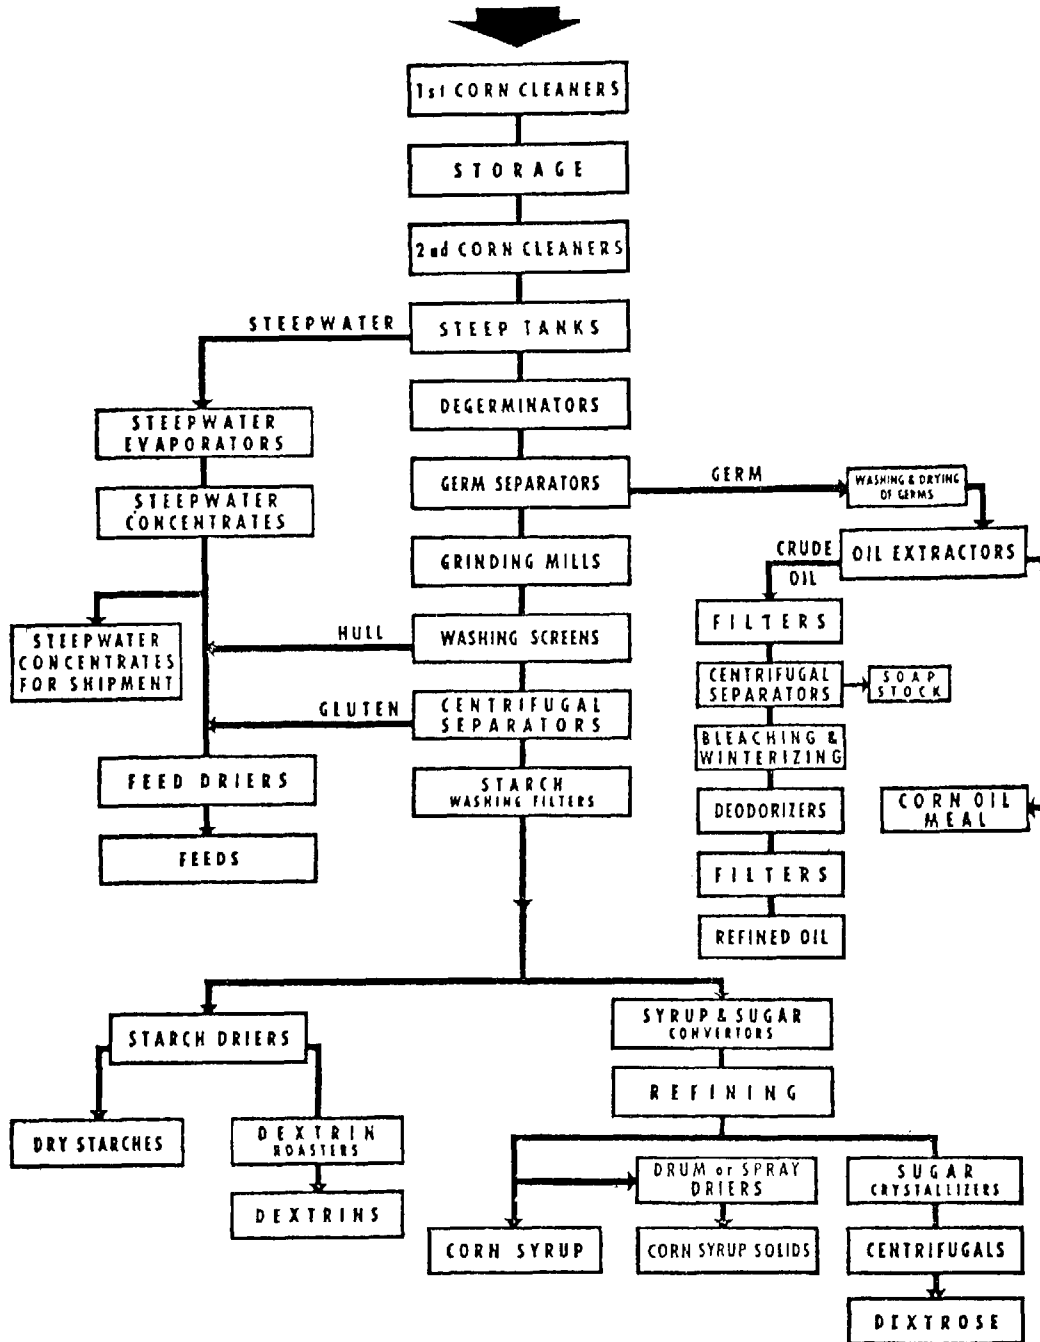 1st CORN CLEANERS
STORAGE
2nd CORN CLEANERS
STEEPWATER
STEEP TANKS
DEGERMINATORS
STEEPWATER
EVAPORATORS
GERM SEPARATORS
GERM
WASHING & DRYING
OF GERMS
STEEPWATER
CONCENTRATES
GRINDING MILLS
CRUDE
OIL
OIL EXTRACTORS
STEEPWATER
CONCENTRATES
FOR SHIPMENT
HULL
WASHING SCREENS
FILTERS
GLUTEN
CENTRIFUGAL
SEPARATORS
CENTRIFUGAL
SEPARATORS
SOAP
STOCK
BLEACHING &
WINTERIZING
FEED DRIERS
STARCH
WASHING FILTERS
DEODORIZERS
CORN OIL
MEAL
FEEDS
FILTERS
REFINED OIL
STARCH DRIERS
SYRUP & SUGAR
CONVERTORS
REFINING
DRY STARCHES
DEXTRIN
ROASTERS
DRUM or SPRAY
DRIERS
SUGAR
CRYSTALLIZERS
DEXTRINS
CORN SYRUP
CORN SYRUP SOLIDS
CENTRIFUGALS
DEXTROSE